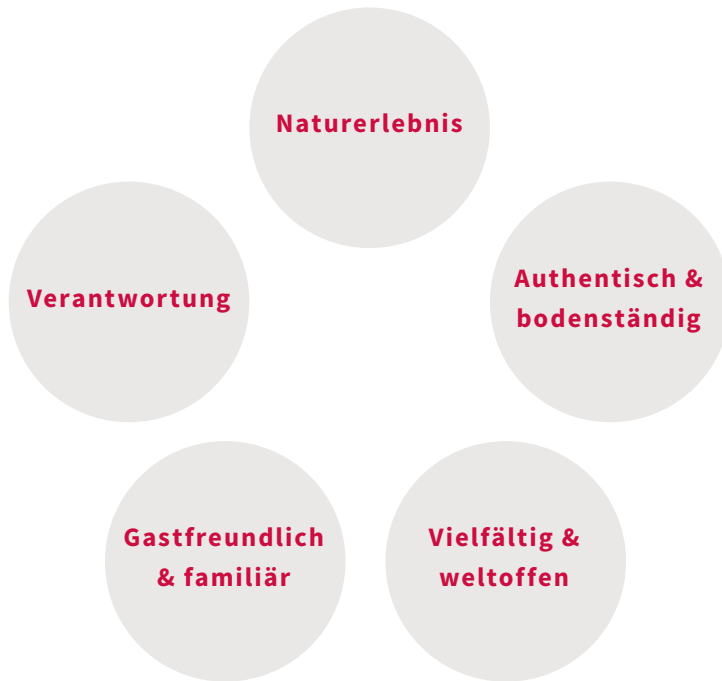 Naturerlebnis
Verantwortung
Authentisch &
bodenständig
Gastfreundlich
& familiär
Vielfältig &
weltoffen